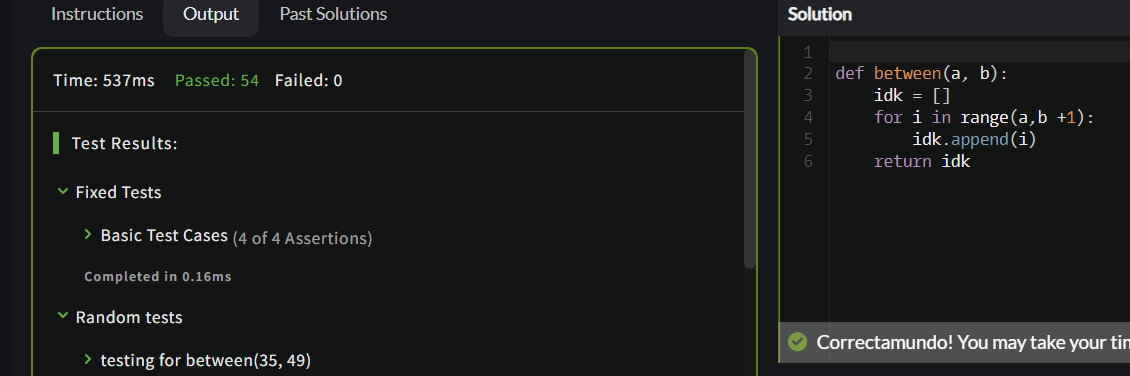 Instructions Output Past Solutions
Time: 537ms Passed: 54 Failed: 0
Test Results:
Fixed Tests
Basic Test Cases (4 of 4 Assertions)
Completed in 0.16ms
Random tests
testing for between(35, 49)
Solution
1
2 def between(a, b):
3     idk = []
4     for i in range(a,b +1):
5         idk.append(i)
6     return idk
Correctamundo! You may take your